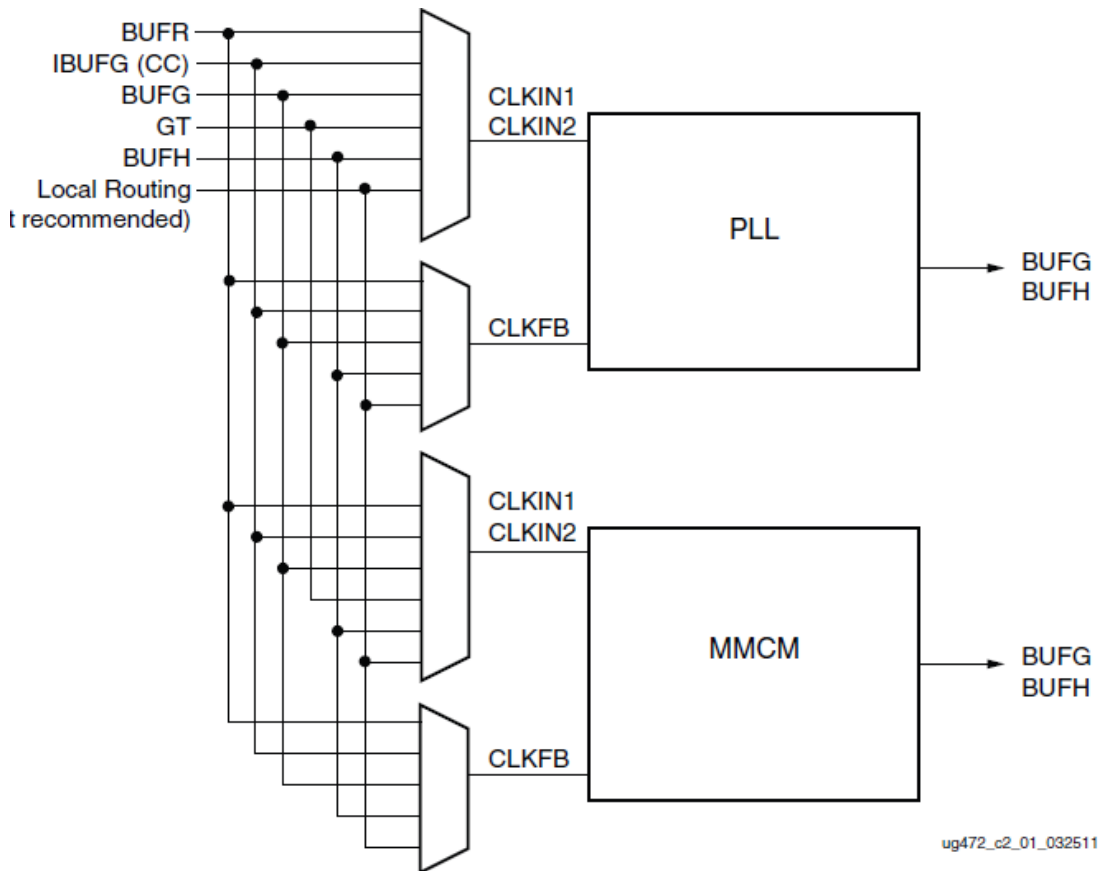 BUFR
IBUFG (CC)
BUFG
GT
BUFH
Local Routing
t recommended)
CLKIN1
CLKIN2
PLL
BUFG
BUFH
CLKFB
CLKIN1
CLKIN2
MMCM
BUFG
BUFH
CLKFB
ug472_c2_01_032511